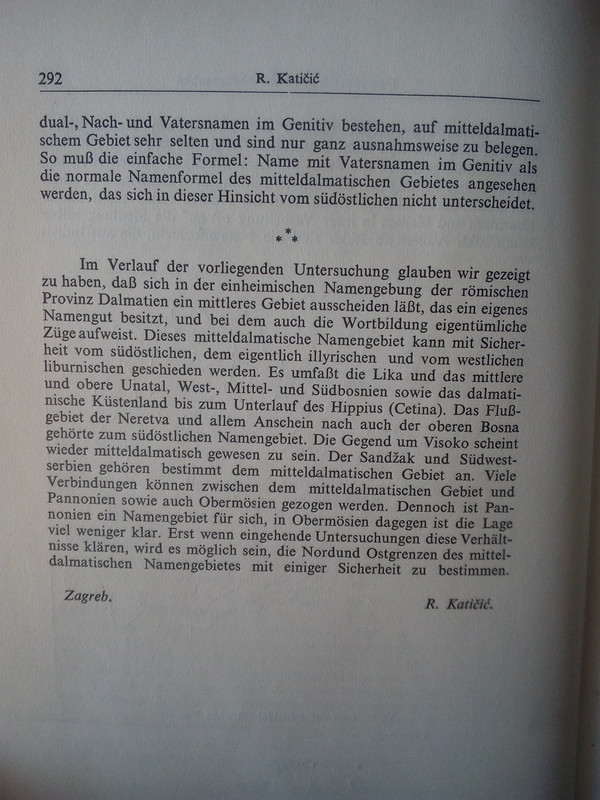 292
R. Katičić
dual-, Nach- und Vatersnamen im Genitiv bestehen, auf mitteldalmati-
schem Gebiet sehr selten und sind nur ganz ausnahmsweise zu belegen.
So muß die einfache Formel: Name mit Vatersnamen im Genitiv als
die normale Namenformel des mitteldalmatischen Gebietes angesehen
werden, das sich in dieser Hinsicht vom südöstlichen nicht unterscheidet.
* * *
Im Verlauf der vorliegenden Untersuchung glauben wir gezeigt
zu haben, daß sich in der einheimischen Namengebung der römischen
Provinz Dalmatien ein mittleres Gebiet ausscheiden läßt, das ein eigenes
Namengut besitzt, und bei dem auch die Wortbildung eigentümliche
Züge aufweist. Dieses mitteldalmatische Namengebiet kann mit Sicher-
heit vom südöstlichen, dem eigentlich illyrischen und vom westlichen
liburnischen geschieden werden. Es umfaßt die Lika und das mittlere
und obere Unatal, West-, Mittel- und Südbosnien sowie das dalmati-
nische Küstenland bis zum Unterlauf des Hippius (Cetina). Das Fluß-
gebiet der Neretva und allem Anschein nach auch der oberen Bosna
gehörte zum südöstlichen Namengebiet. Die Gegend um Visoko scheint
wieder mitteldalmatisch gewesen zu sein. Der Sandžak und Südwest-
serbien gehören bestimmt dem mitteldalmatischen Gebiet an. Viele
Verbindungen können zwischen dem mitteldalmatischen Gebiet und
Pannonien sowie auch Obermösien gezogen werden. Dennoch ist Pan-
nonien ein Namengebiet für sich, in Obermösien dagegen ist die Lage
viel weniger klar. Erst wenn eingehende Untersuchungen diese Verhält-
nisse klären, wird es möglich sein, die Nordund Ostgrenzen des mittel-
dalmatischen Namengebietes mit einiger Sicherheit zu bestimmen.
Zagreb.
R. Katičić.